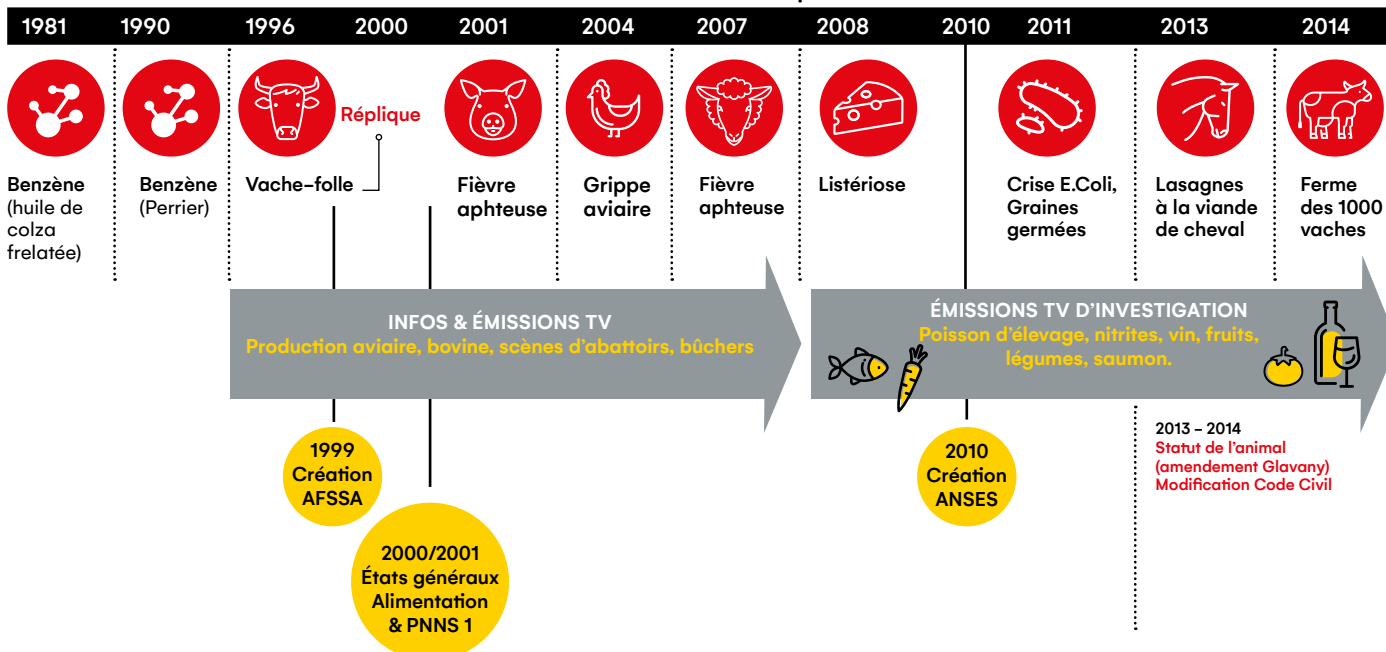 1981 1990 1996 2000 2001 2004 2007 2008 2010 2011 2013 2014
Réplique
Benzène
(huile de
colza
frelatée)
Benzène
(Perrier)
Vache-folle
Fièvre
aphteuse
Grippe
aviaire
Fièvre
aphteuse
Listériose
Crise E.Coli,
Graines
germées
Lasagnes
à la viande
de cheval
Ferme
des 1000
vaches
INFOS & ÉMISSIONS TV
Production aviaire, bovine, scènes d'abattoirs, bûchers
ÉMISSIONS TV D'INVESTIGATION
Poisson d'élevage, nitrites, vin, fruits,
légumes, saumon.
1999
Création
AFSSA
2000/2001
États généraux
Alimentation
& PNNS 1
2010
Création
ANSES
2013 – 2014
Statut de l'animal
(amendement Glavany)
Modification Code Civil